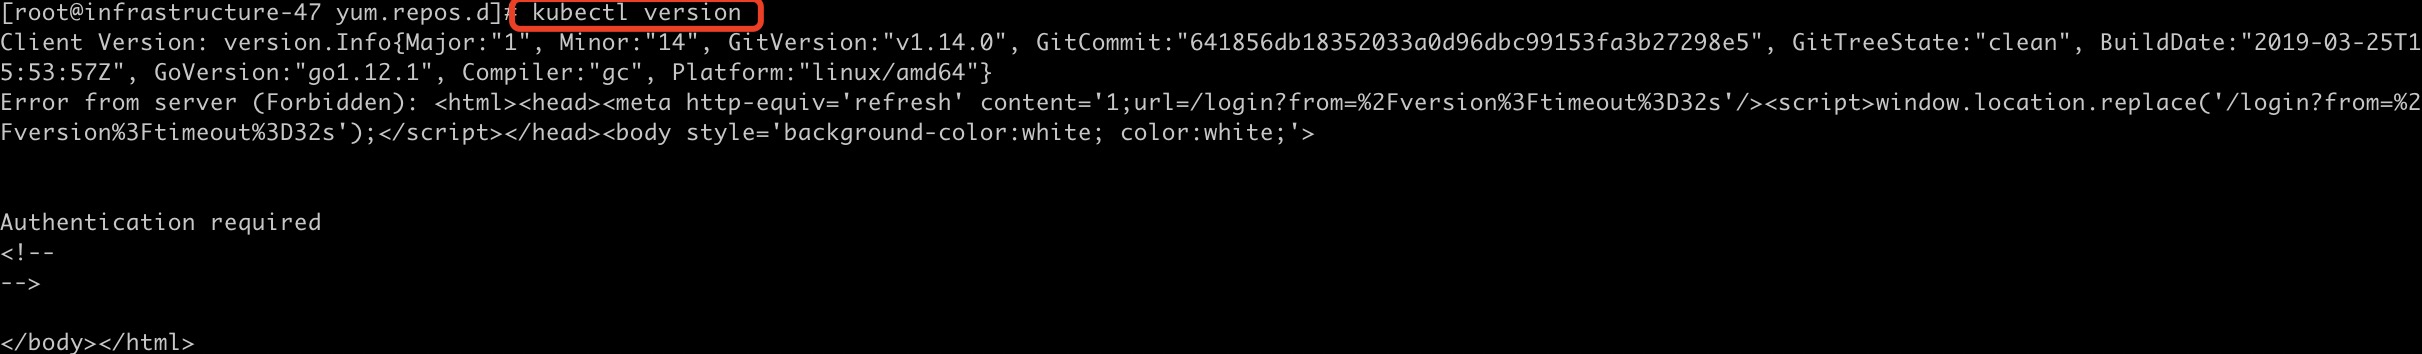 [root@infrastructure-47 yum.repos.d]# kubectl version
Client Version: version.Info{Major:"1", Minor:"14", GitVersion:"v1.14.0", GitCommit:"641856db18352033a0d96dbc99153fa3b27298e5", GitTreeState:"clean", BuildDate:"2019-03-25T1
5:53:57Z", GoVersion:"go1.12.1", Compiler:"gc", Platform:"linux/amd64"}
Error from server (Forbidden): <html><head><meta http-equiv='refresh' content='1;url=/login?from=%2Fversion%3Ftimeout%3D32s'/><script>window.location.replace('/login?from=%2
Fversion%3Ftimeout%3D32s');</script></head><body style='background-color:white; color:white;'>
Authentication required
<!--
-->
</body></html>